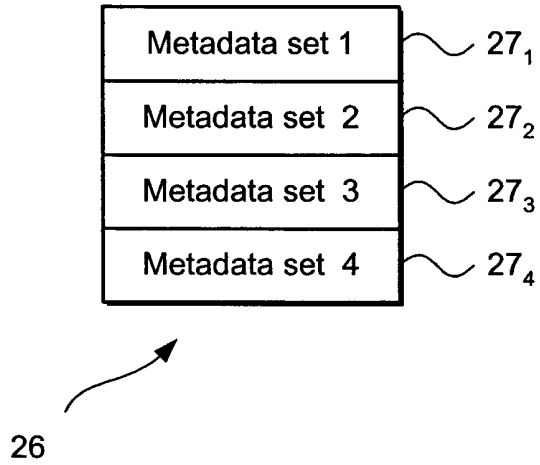 Metadata set 1 27₁
Metadata set 2 27₂
Metadata set 3 27₃
Metadata set 4 27₄
26